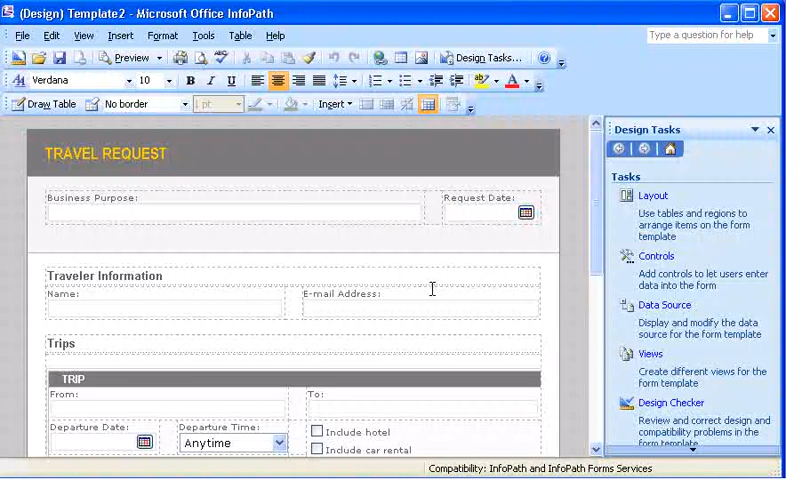 (Design) Template2 - Microsoft Office InfoPath
File Edit View Insert Format Tools Table Help
Type a question for help
Preview
Design Tasks...
Verdana 10 B I U
Draw Table No border 1 pt Insert
TRAVEL REQUEST
Business Purpose: Request Date:
Traveler Information
Name: E-mail Address:
Trips
TRIP
From: To:
Departure Date: Departure Time:
Anytime
Include hotel
Include car rental
Design Tasks
Tasks
Layout
Use tables and regions to
arrange items on the form
template
Controls
Add controls to let users enter
data into the form
Data Source
Display and modify the data
source for the form template
Views
Create different views for the
form template
Design Checker
Review and correct design and
compatibility problems in the
form template
Compatibility: InfoPath and InfoPath Forms Services